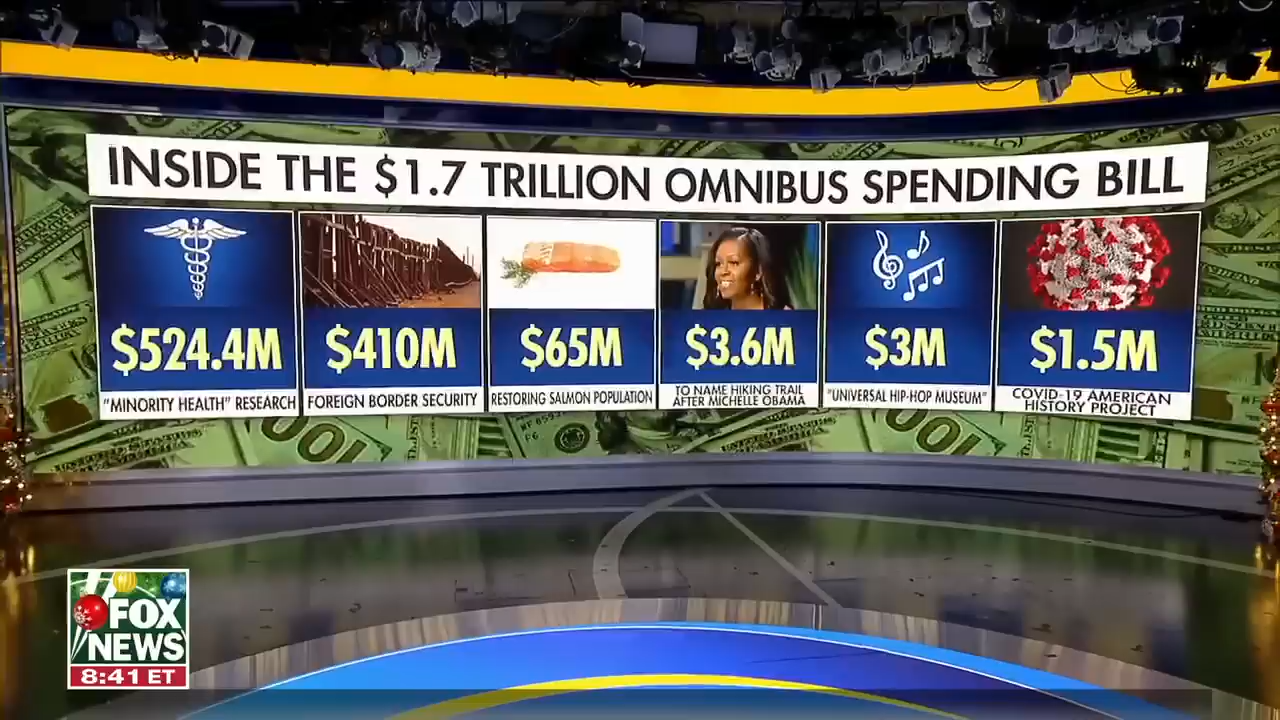 INSIDE THE $1.7 TRILLION OMNIBUS SPENDING BILL
$524.4M
"MINORITY HEALTH" RESEARCH
$410M
FOREIGN BORDER SECURITY
$65M
RESTORING SALMON POPULATION
$3.6M
TO NAME HIKING TRAIL
AFTER MICHELLE OBAMA
$3M
"UNIVERSAL HIP-HOP MUSEUM"
$1.5M
COVID-19 AMERICAN
HISTORY PROJECT
100
100
FOX
NEWS
8:41 ET